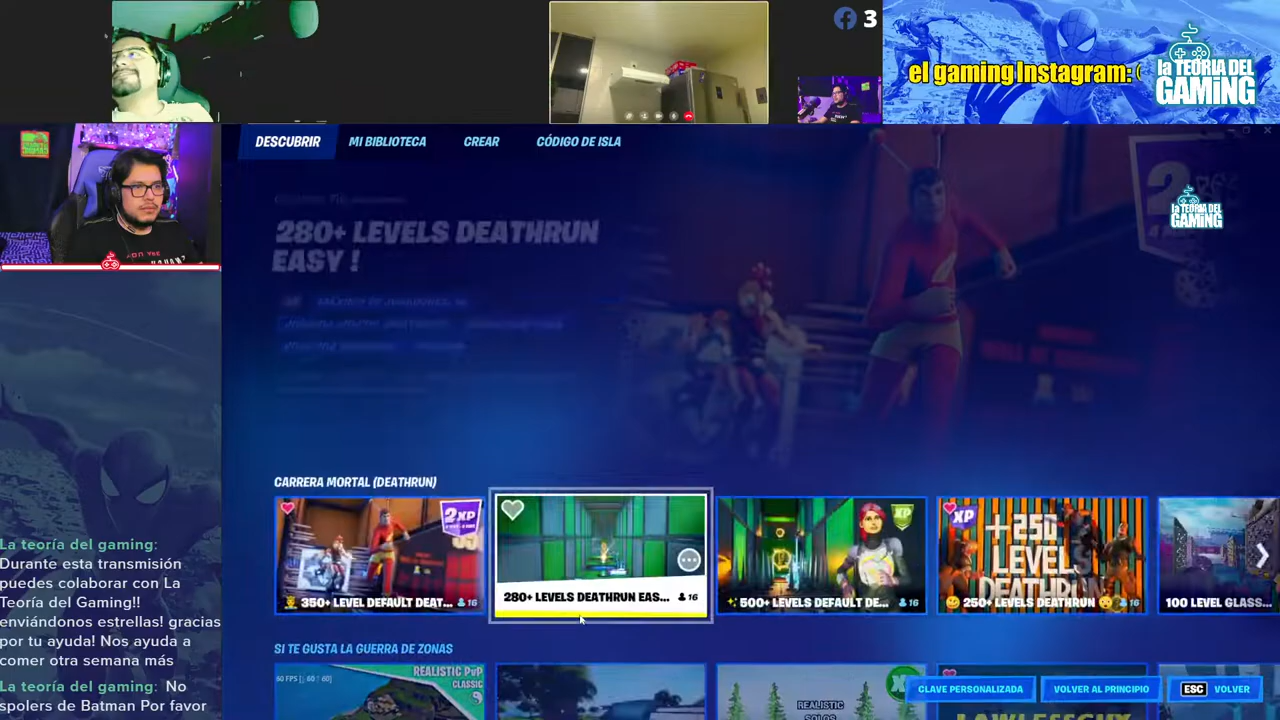 3
el gaming Instagram: (
la TEORÍA DEL
GAMING
DESCUBRIR
MI BIBLIOTECA
CREAR
CÓDIGO DE ISLA
la TEORÍA DEL
GAMING
280+ LEVELS DEATHRUN
EASY !
CARRERA MORTAL (DEATHRUN)
2XP
350+ LEVEL DEFAULT DEAT...
16
280+ LEVELS DEATHRUN EAS...
16
XP
500+ LEVELS DEFAULT DE...
16
XP
+250
LEVEL
DEATHRUN
250+ LEVELS DEATHRUN
16
100 LEVEL GLASS...
SI TE GUSTA LA GUERRA DE ZONAS
REALISTIC PVP
CLASSIC
REALISTIC
CLAVE PERSONALIZADA
VOLVER AL PRINCIPIO
ESC VOLVER
La teoría del gaming:
Durante esta transmisión
puedes colaborar con La
Teoría del Gaming!!
enviándonos estrellas! gracias
por tu ayuda! Nos ayuda a
comer otra semana más
La teoría del gaming: No
spolers de Batman Por favor